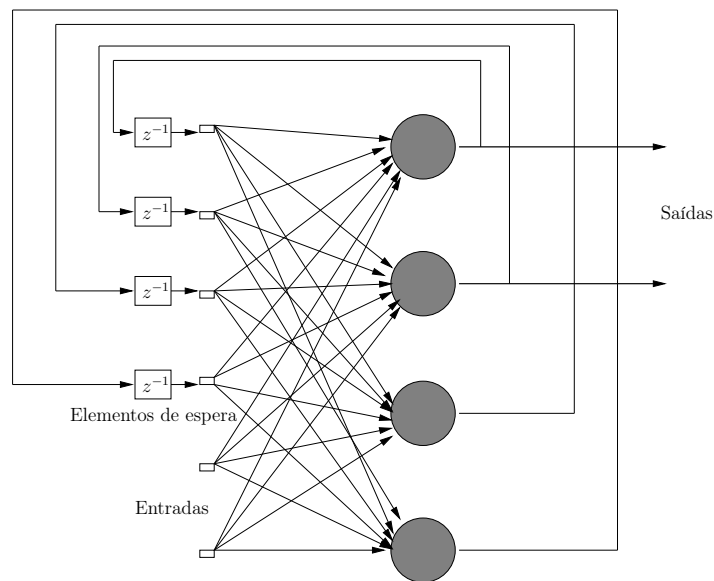 z⁻¹
z⁻¹
Saídas
z⁻¹
z⁻¹
Elementos de espera
Entradas